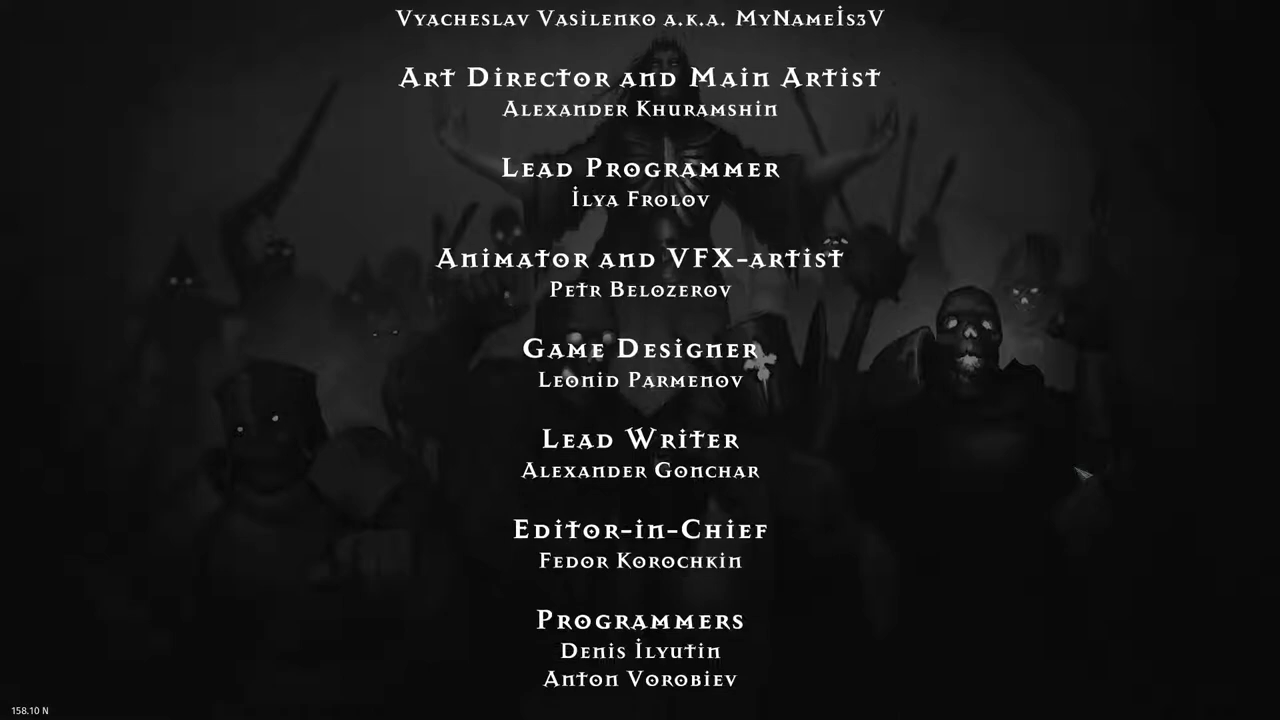 Vyacheslav Vasilenko a.k.a. MyNameIs3V
Art Director and Main Artist
Alexander Khuramshin
Lead Programmer
Ilya Frolov
Animator and VFX-artist
Petr Belozerov
Game Designer
Leonid Parmenov
Lead Writer
Alexander Gonchar
Editor-in-Chief
Fedor Korochkin
Programmers
Denis Ilyutin
Anton Vorobiev
158.10 N